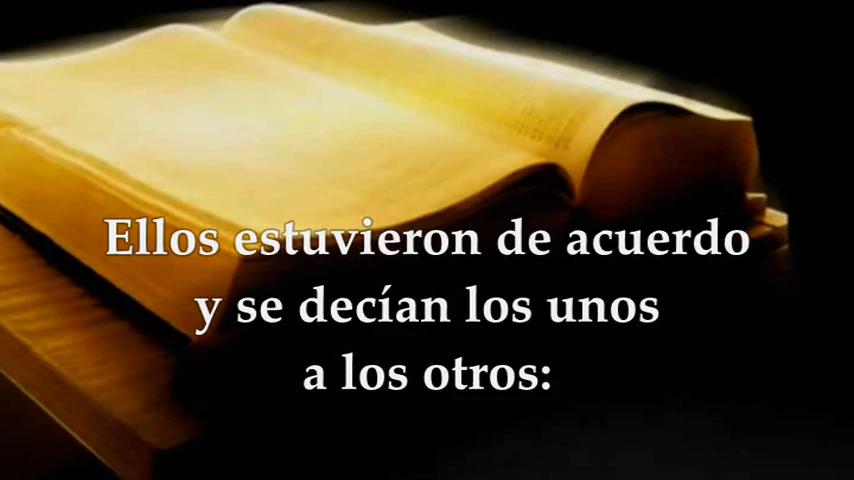 Ellos estuvieron de acuerdo
y se decían los unos
a los otros: